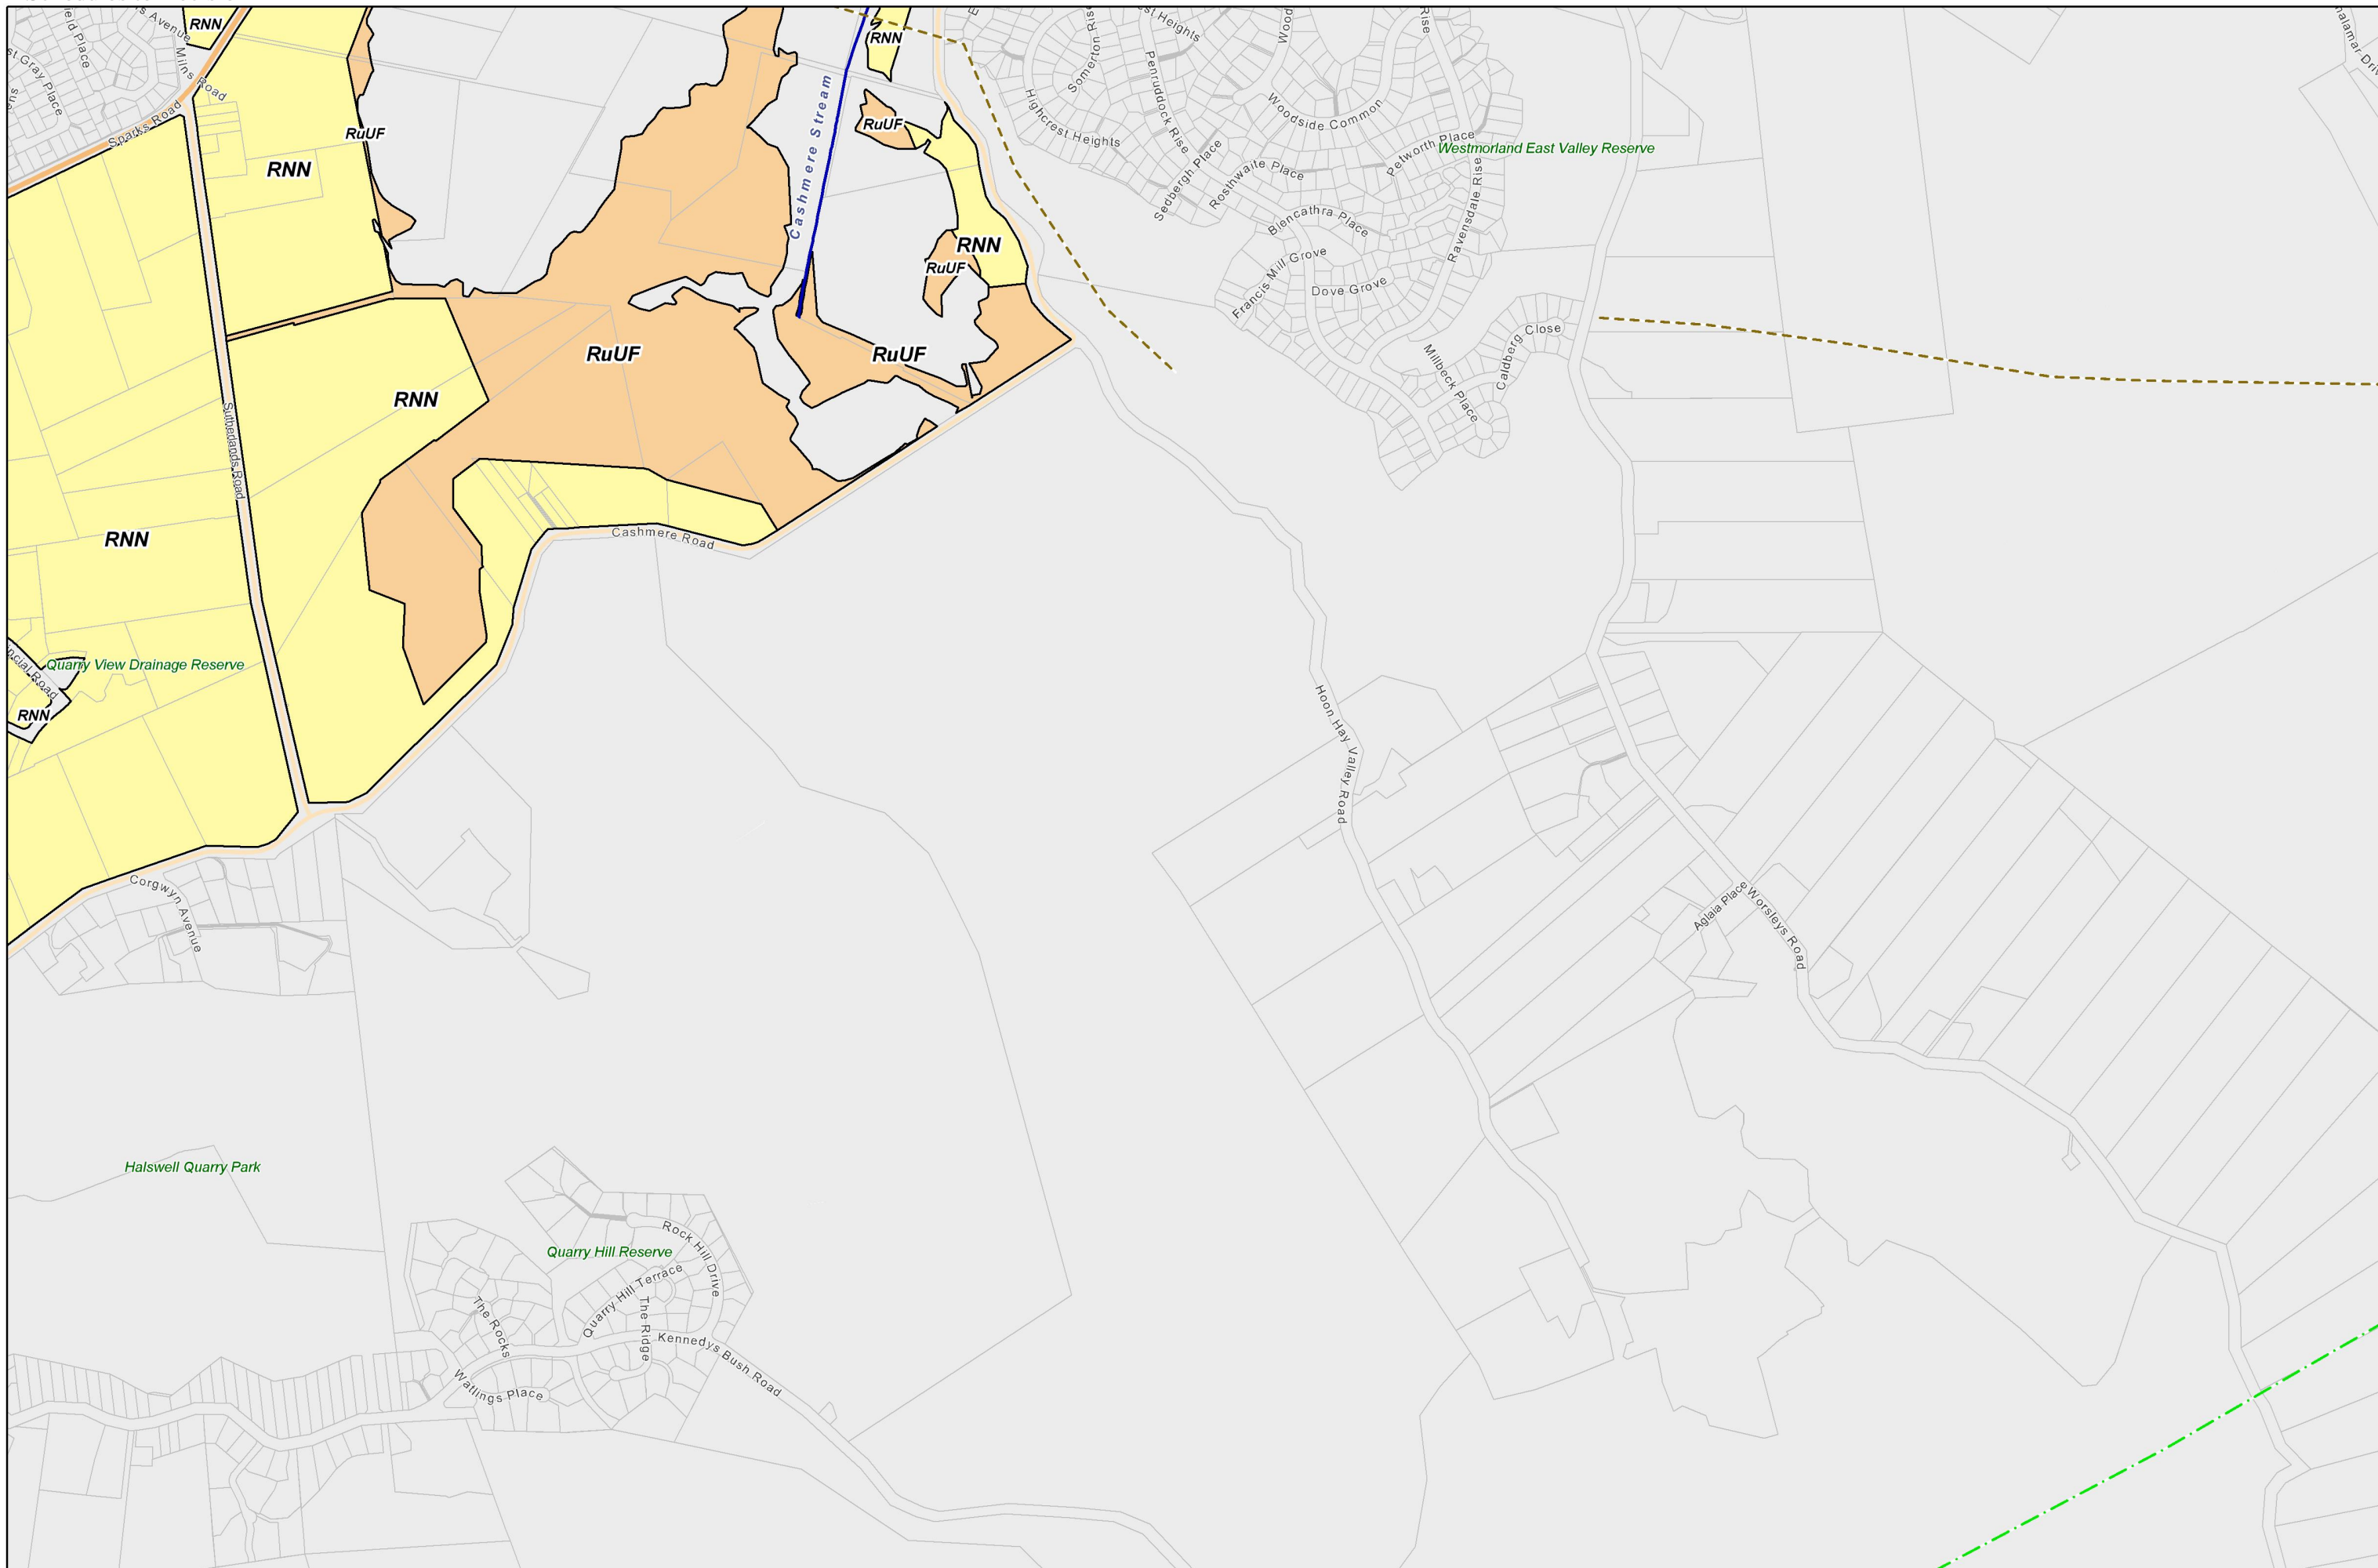 RNN
RNN
Milns Road
Sparks Road
Gray Place
RuUF
RNN
Cashmere Stream
RuUF
RNN
RuUF
RuUF
RuUF
RNN
RNN
Sutherlands Road
Cashmere Road
Quarry View Drainage Reserve
RNN
Somerton
Highcrest Heights
Penruddock Rise
Woodside Common
Petworth Place
Westmorland East Valley Reserve
Sedbergh Place
Rosthwaite Place
Blencathra Place
Ravensdale Rise
Francis Mill Grove
Dove Grove
Caldberg Close
Millbeck Place
Hoon Hay Valley Road
Corgwyn Avenue
Aglaia Place
Worsleys Road
Halswell Quarry Park
Quarry Hill Reserve
Rock Hill Drive
Quarry Hill Terrace
The Rocks
The Ridge
Kennedys Bush Road
Watlings Place